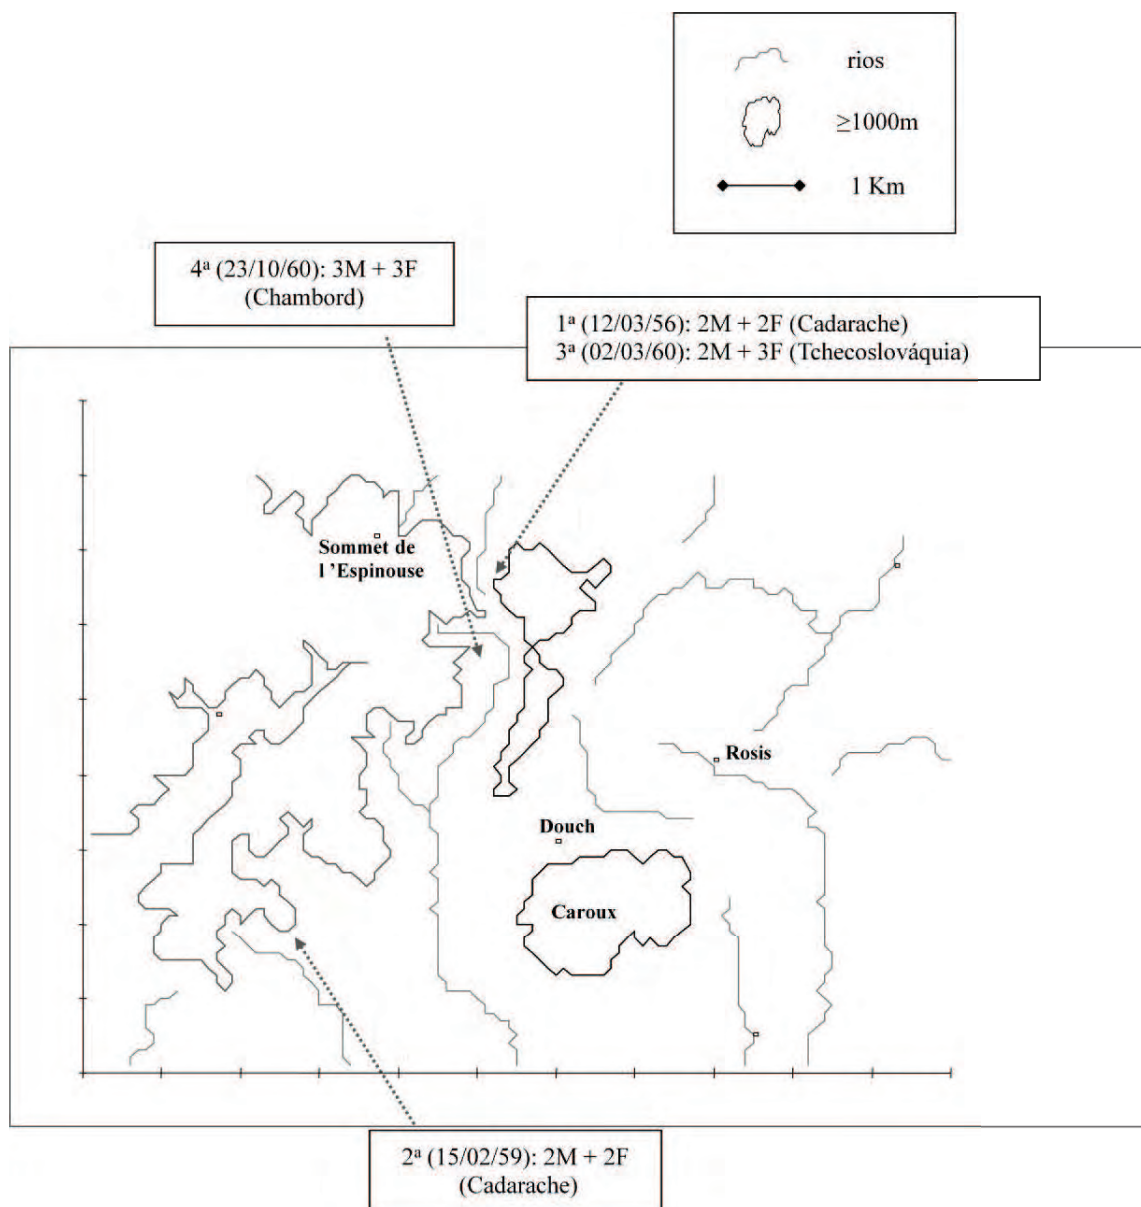 rios
≥1000m
1 Km
4ª (23/10/60): 3M + 3F
(Chambord)
1ª (12/03/56): 2M + 2F (Cadarache)
3ª (02/03/60): 2M + 3F (Tchecoslováquia)
Sommet de
l 'Espinouse
Rosis
Douch
Caroux
2ª (15/02/59): 2M + 2F
(Cadarache)